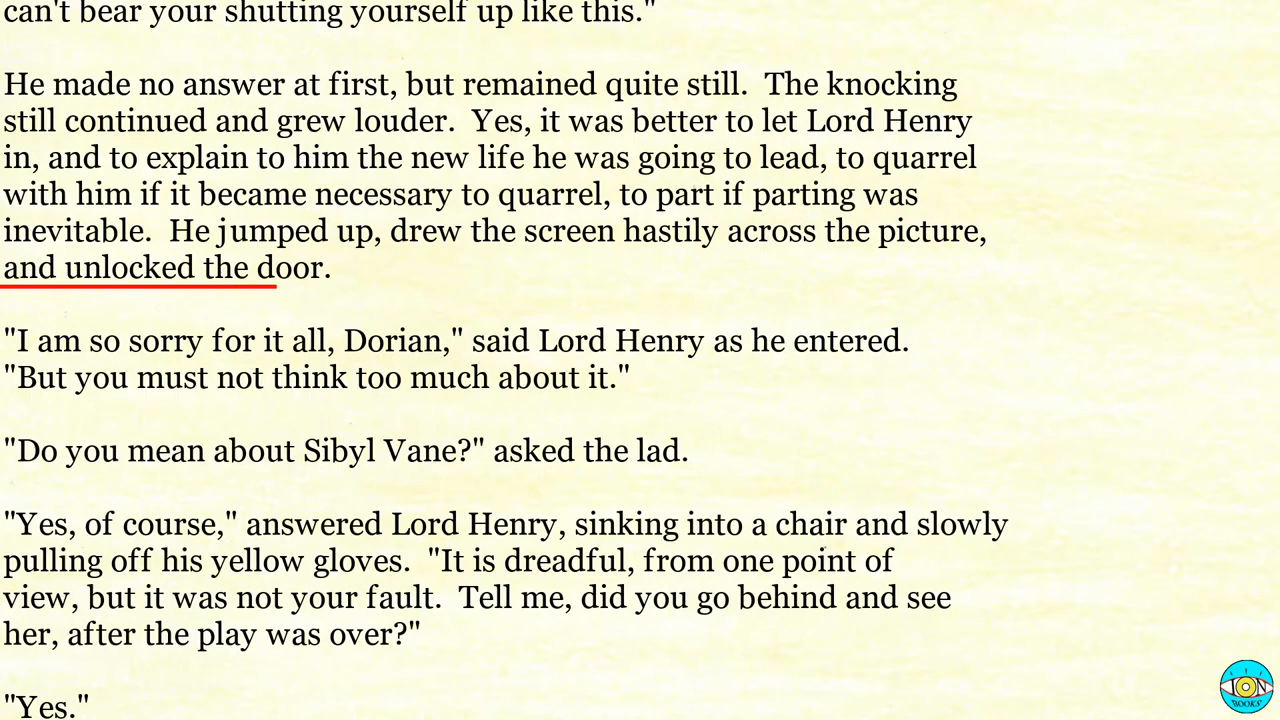 can't bear your shutting yourself up like this."
He made no answer at first, but remained quite still.  The knocking
still continued and grew louder.  Yes, it was better to let Lord Henry
in, and to explain to him the new life he was going to lead, to quarrel
with him if it became necessary to quarrel, to part if parting was
inevitable.  He jumped up, drew the screen hastily across the picture,
and unlocked the door.
"I am so sorry for it all, Dorian," said Lord Henry as he entered.
"But you must not think too much about it."
"Do you mean about Sibyl Vane?" asked the lad.
"Yes, of course," answered Lord Henry, sinking into a chair and slowly
pulling off his yellow gloves.  "It is dreadful, from one point of
view, but it was not your fault.  Tell me, did you go behind and see
her, after the play was over?"
"Yes."
ION
BOOKS